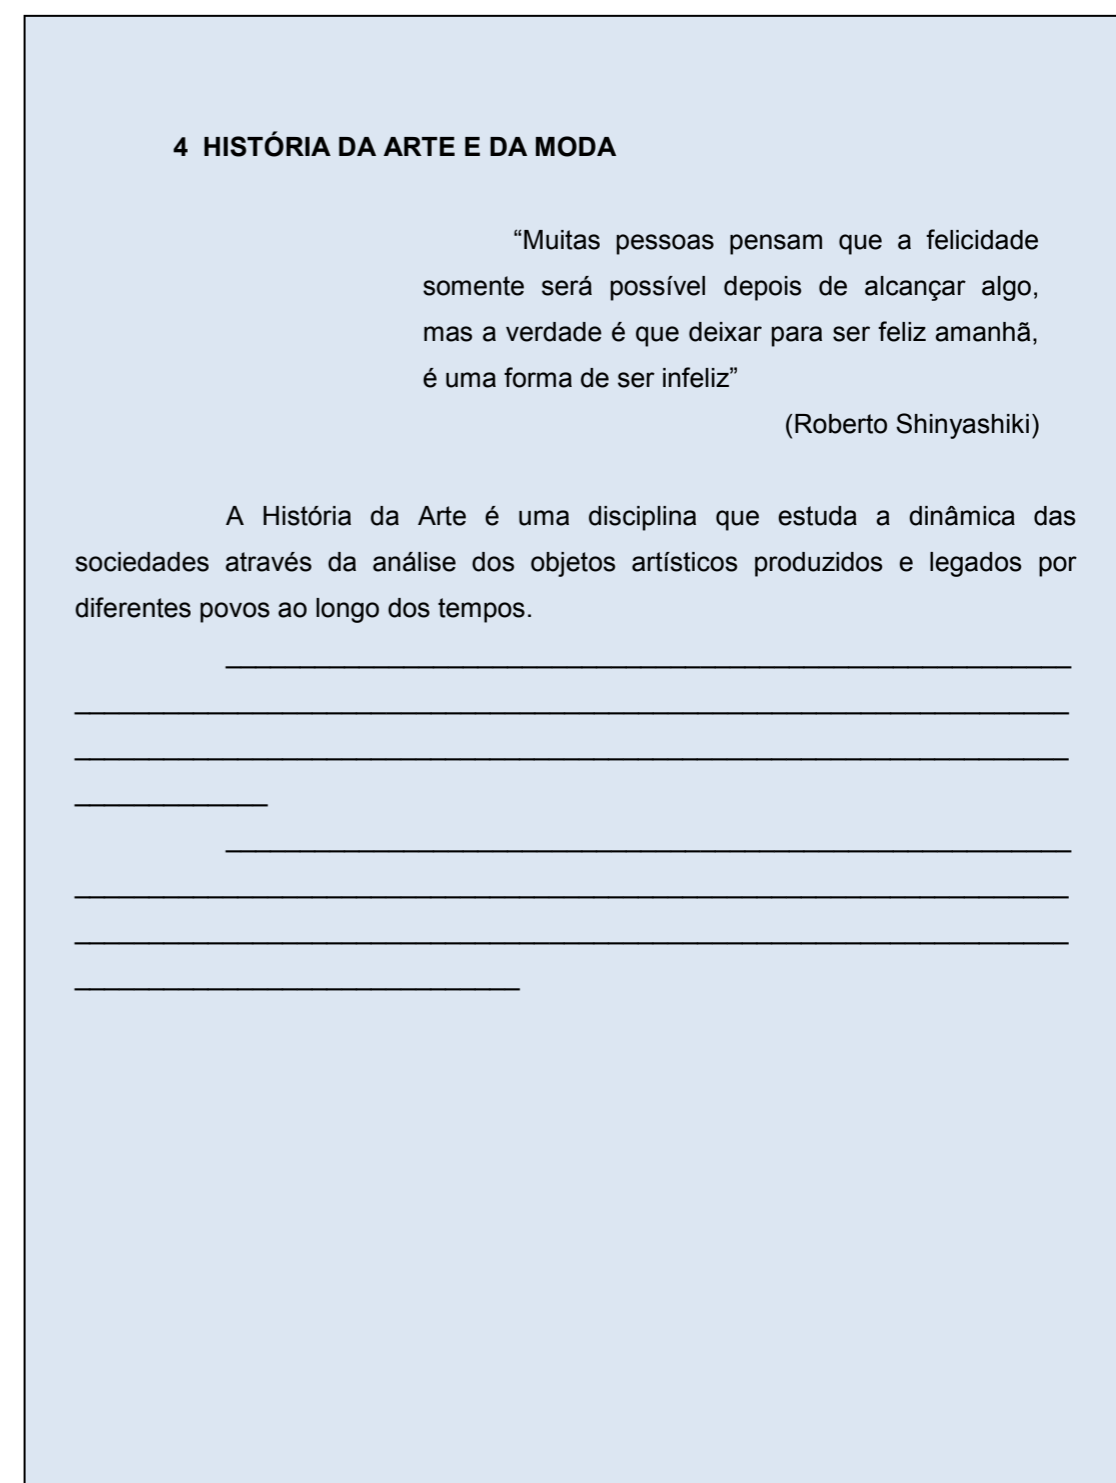 4 HISTÓRIA DA ARTE E DA MODA
“Muitas pessoas pensam que a felicidade
somente será possível depois de alcançar algo,
mas a verdade é que deixar para ser feliz amanhã,
é uma forma de ser infeliz”
(Roberto Shinyashiki)
A História da Arte é uma disciplina que estuda a dinâmica das
sociedades através da análise dos objetos artísticos produzidos e legados por
diferentes povos ao longo dos tempos.